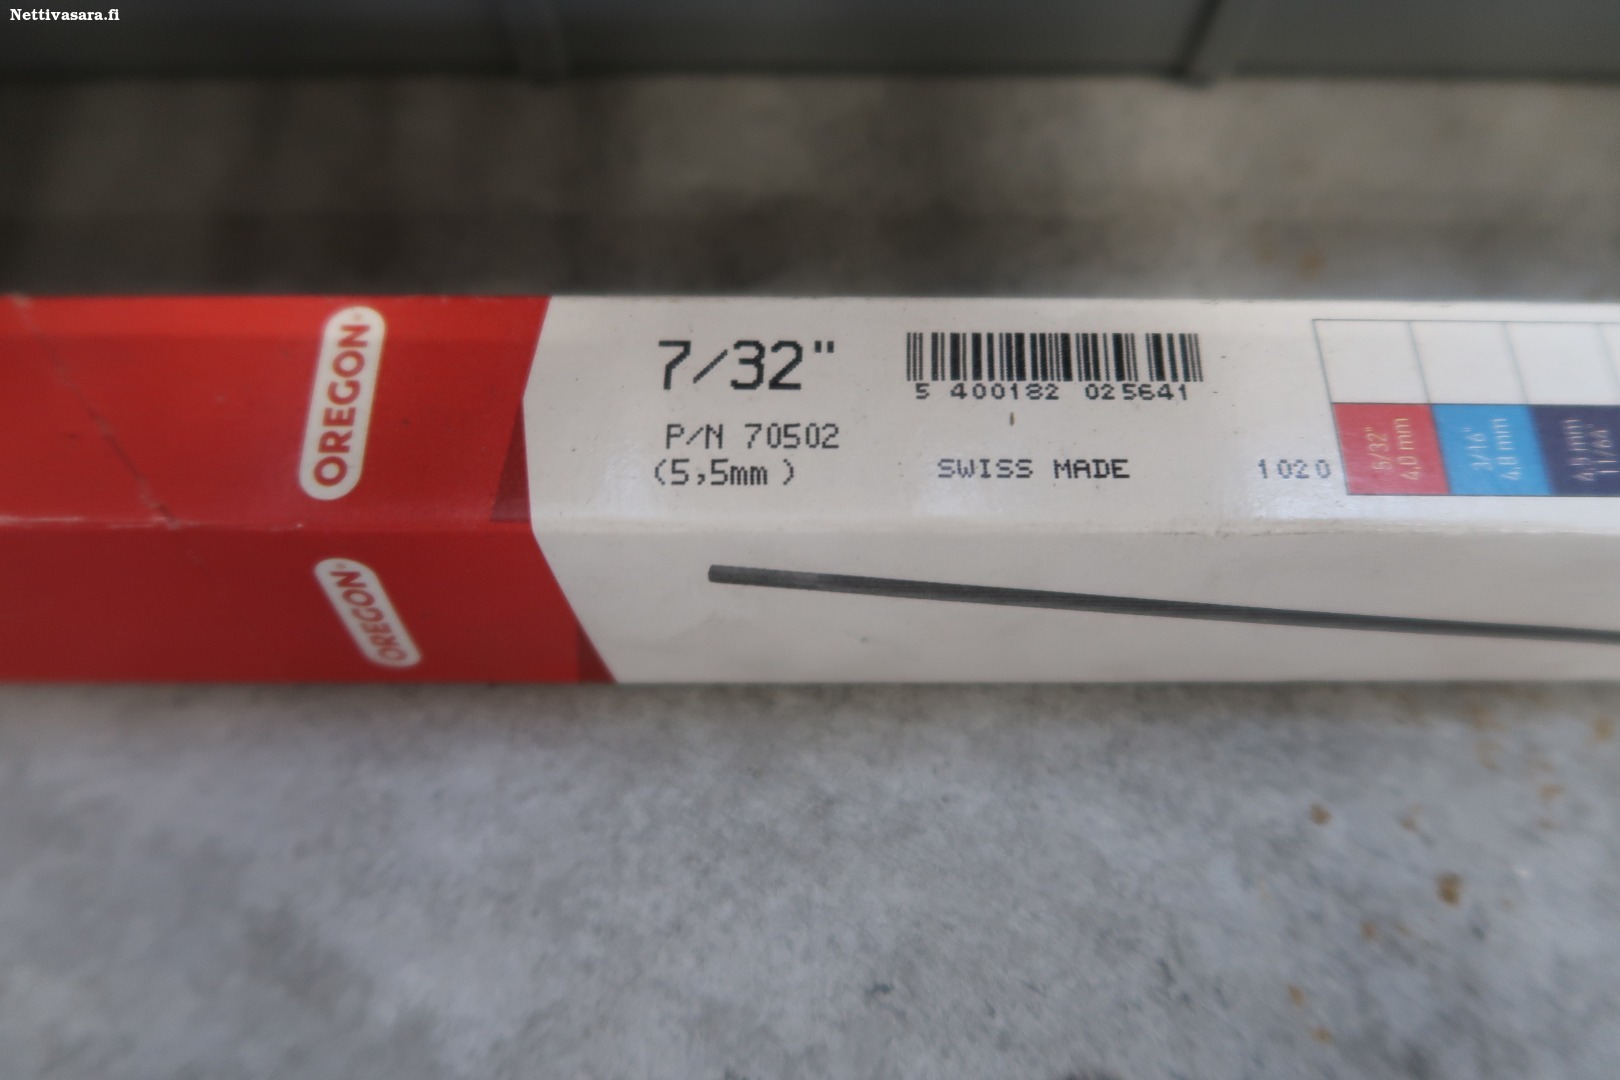 Nettivasara.fi
OREGON
7/32"
5 400182 025641
P/N 70502
(5,5mm )
SWISS MADE
1020
5/32"
4,0 mm
3/16"
4,8 mm
OREGON